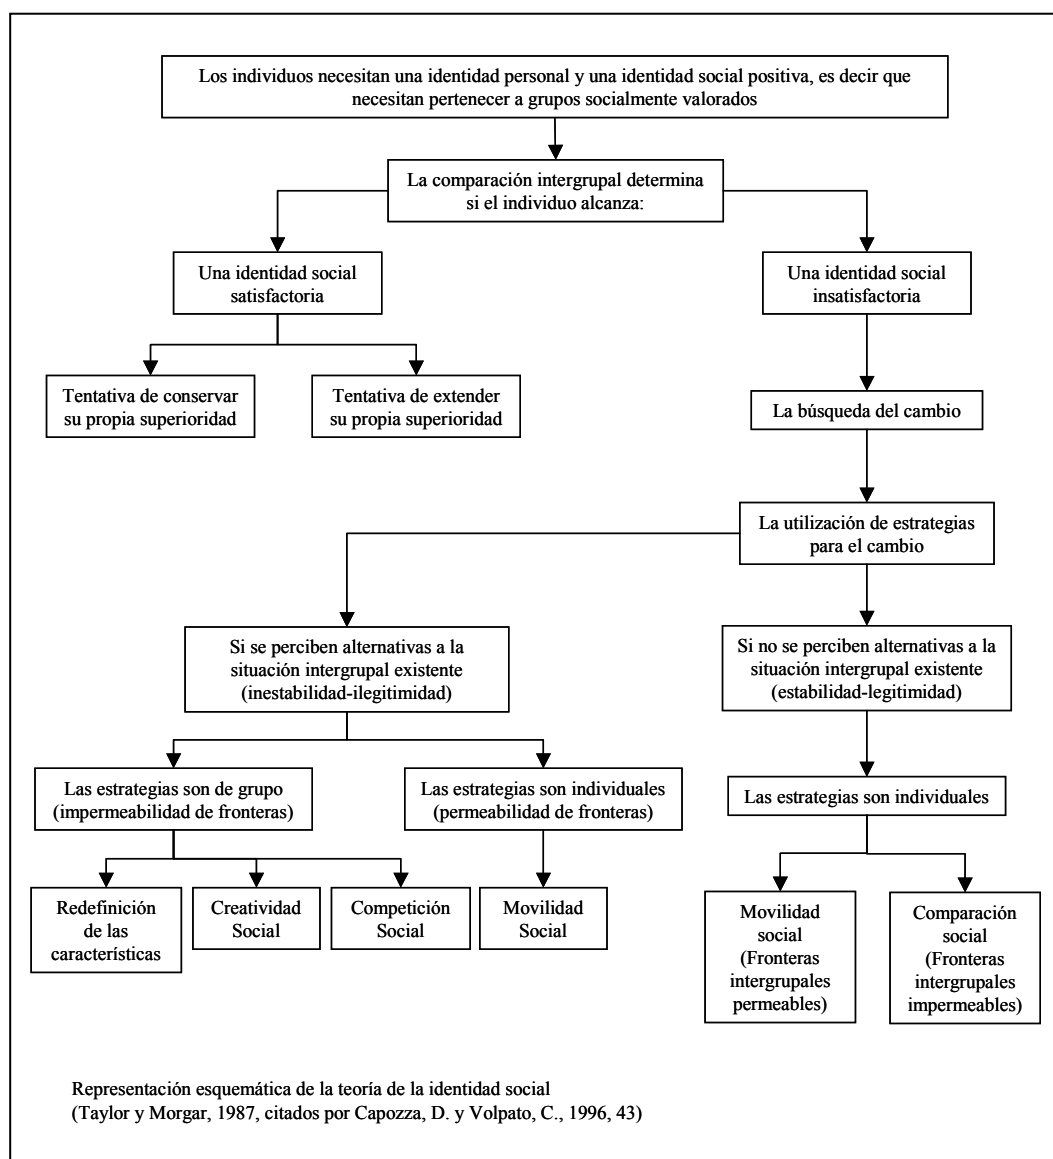 Los individuos necesitan una identidad personal y una identidad social positiva, es decir que
necesitan pertenecer a grupos socialmente valorados
La comparación intergrupal determina
si el individuo alcanza:
Una identidad social
satisfactoria
Una identidad social
insatisfactoria
Tentativa de conservar
su propia superioridad
Tentativa de extender
su propia superioridad
La búsqueda del cambio
La utilización de estrategias
para el cambio
Si se perciben alternativas a la
situación intergrupal existente
(inestabilidad-ilegitimidad)
Si no se perciben alternativas a la
situación intergrupal existente
(estabilidad-legitimidad)
Las estrategias son de grupo
(impermeabilidad de fronteras)
Las estrategias son individuales
(permeabilidad de fronteras)
Las estrategias son individuales
Redefinición
de las
características
Creatividad
Social
Competición
Social
Movilidad
Social
Movilidad
social
(Fronteras
intergrupales
permeables)
Comparación
social
(Fronteras
intergrupales
impermeables)
Representación esquemática de la teoría de la identidad social
(Taylor y Morgar, 1987, citados por Capozza, D. y Volpato, C., 1996, 43)